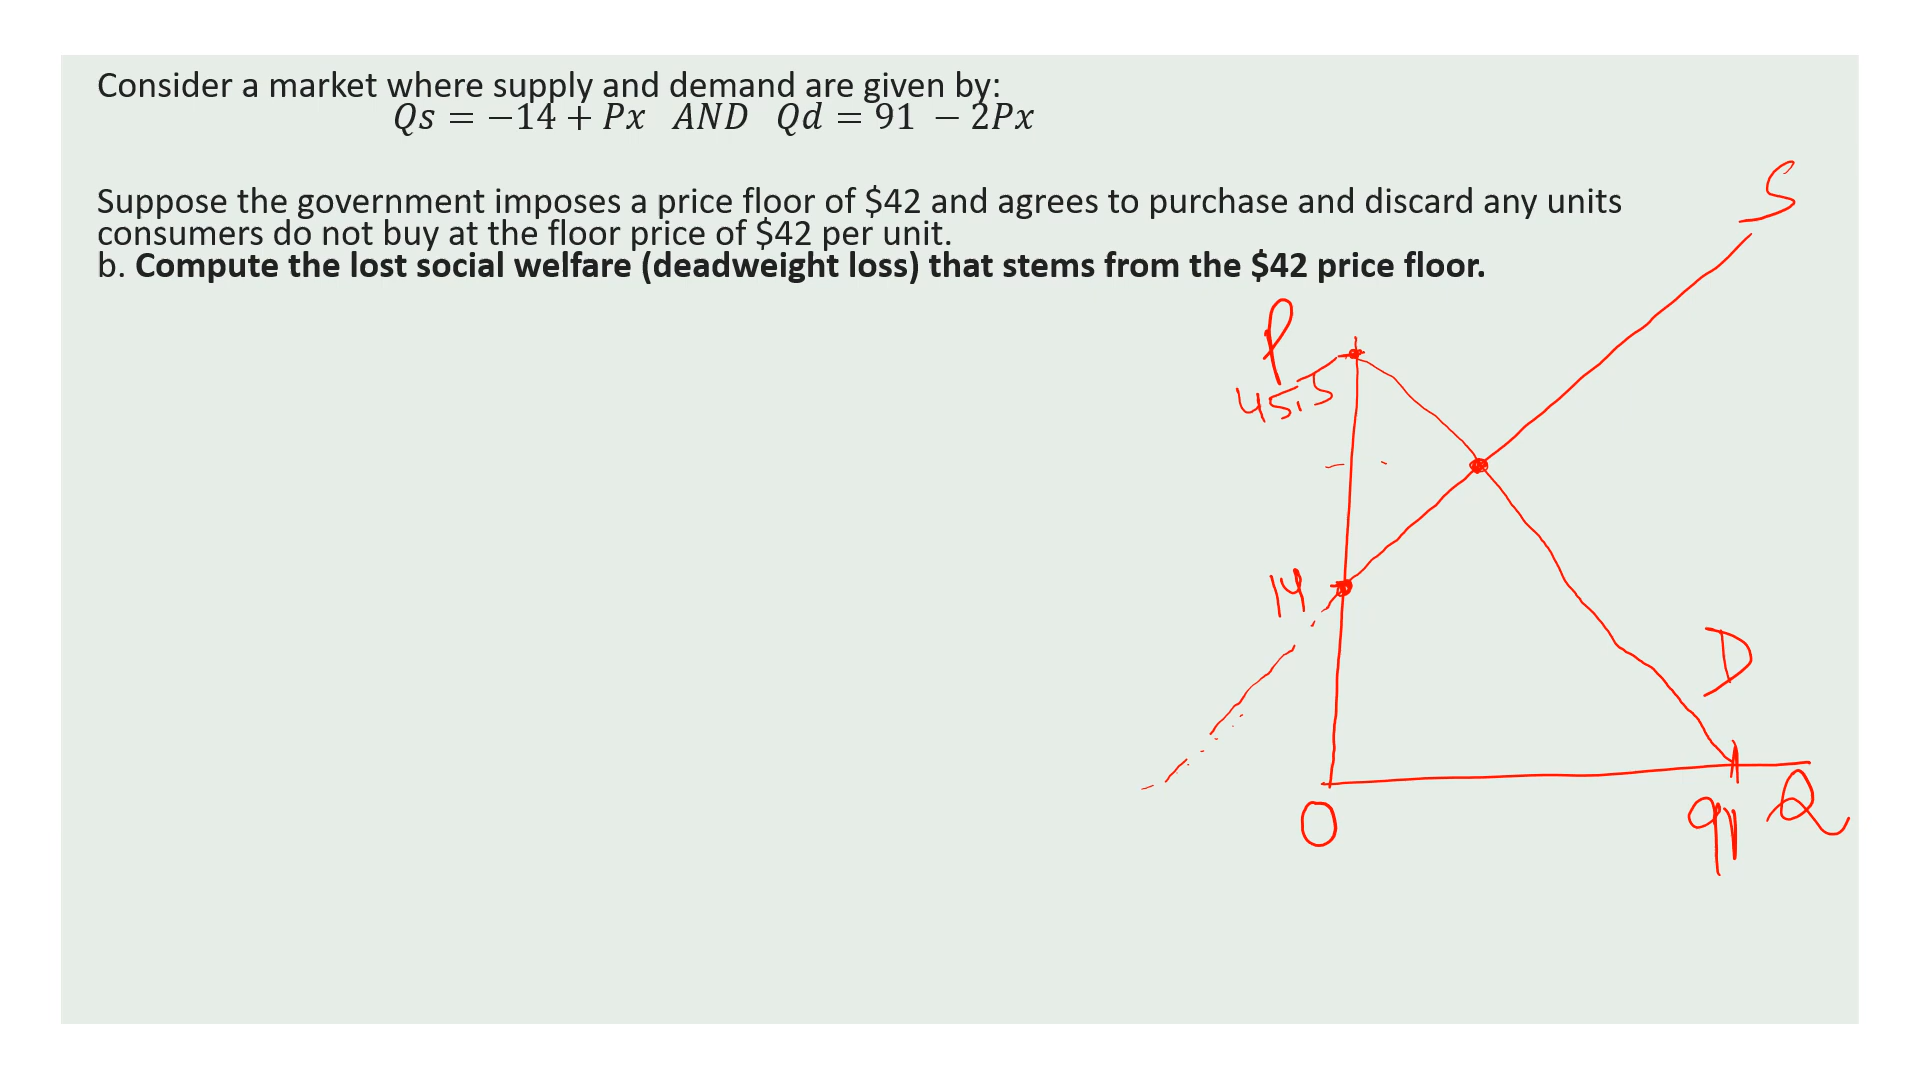 Consider a market where supply and demand are given by:
Qs = −14 + Px AND Qd = 91 − 2Px
Suppose the government imposes a price floor of $42 and agrees to purchase and discard any units
consumers do not buy at the floor price of $42 per unit.
b. Compute the lost social welfare (deadweight loss) that stems from the $42 price floor.
S
P
45.5
14
D
0
91
Q